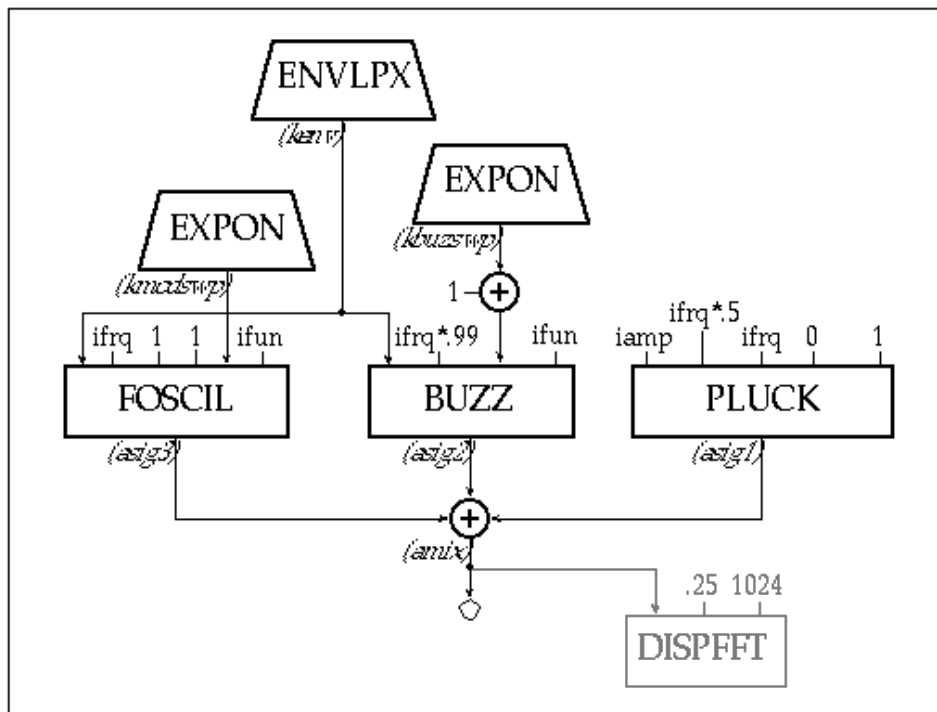 ENVLPX
(kenv)
EXPON
(kbuzswp)
EXPON
(kmodswp)
1
+
ifrq 1 1 ifun
ifrq*.99 ifun
iamp ifrq*.5 ifrq 0 1
FOSCIL
BUZZ
PLUCK
(asig3)
(asig2)
(asig1)
+
(amix)
.25 1024
DISPFFT